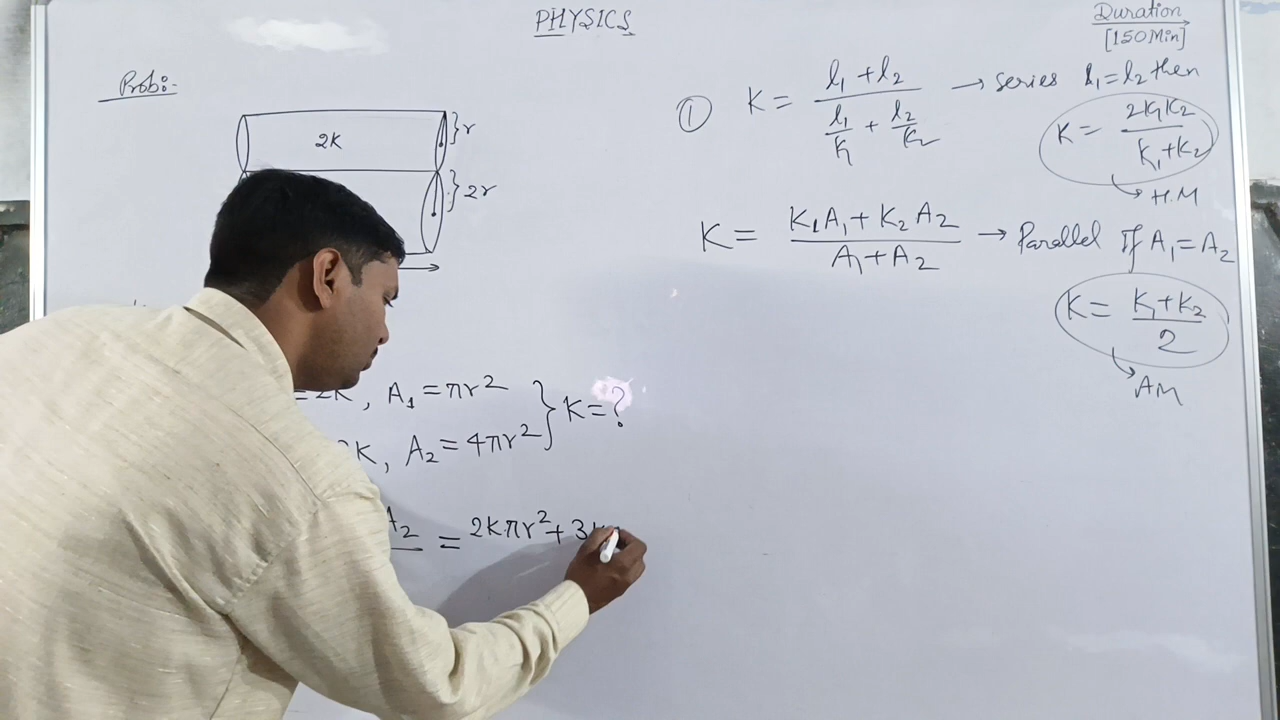 PHYSICS
Duration
[150 Min]
Prob:-
2K
}r
}2r
① K = (l₁ + l₂) / (l₁/K₁ + l₂/K₂) → series l₁ = l₂ then
K = 2K₁K₂ / (K₁ + K₂)
H.M
K = (K₁A₁ + K₂A₂) / (A₁ + A₂) → Parallel If A₁ = A₂
K = (K₁ + K₂) / 2
AM
= 2K, A₁ = πr²
K, A₂ = 4πr² } K = ?
A₂ = 2Kπr² + 3